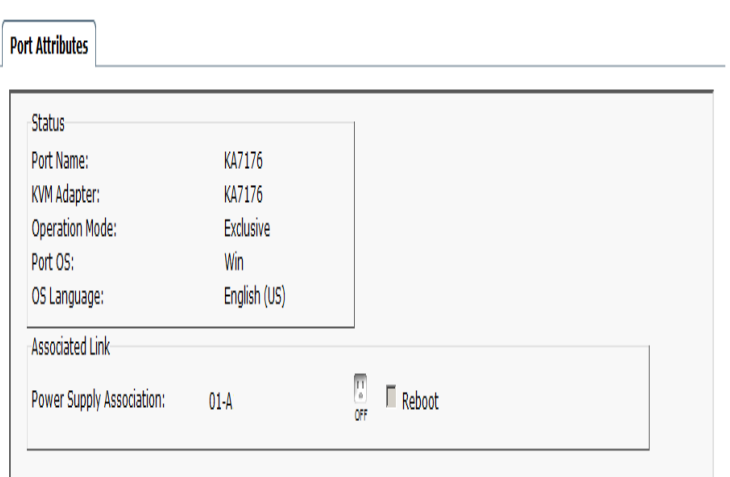 Port Attributes
Status
Port Name: KA7176
KVM Adapter: KA7176
Operation Mode: Exclusive
Port OS: Win
OS Language: English (US)
Associated Link
Power Supply Association: 01-A OFF Reboot